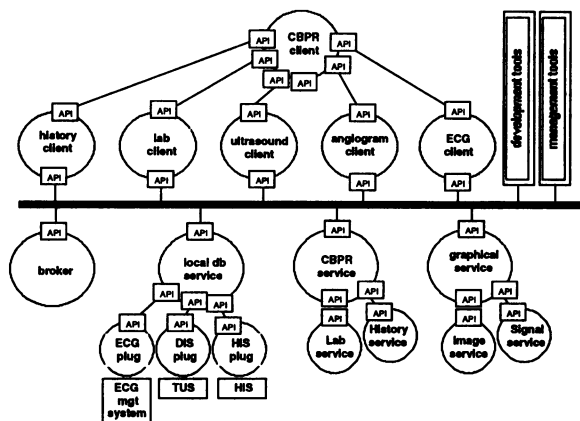 CBPR
client
API
API
API
API
API
API
API
API
API
API
API
history
client
lab
client
ultrasound
client
angiogram
client
ECG
client
development tools
management tools
API
API
API
API
API
API
API
API
API
broker
local db
service
CBPR
service
graphical
service
API
API
API
API
API
API
API
API
API
API
API
API
API
API
ECG
plug
DIS
plug
HIS
plug
Lab
service
History
service
Image
service
Signal
service
ECG
mgt
system
TUS
HIS